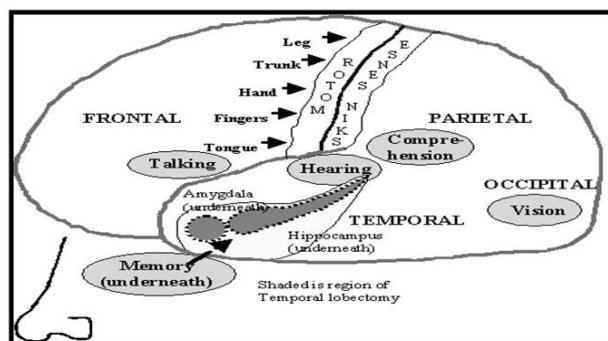 Leg
Trunk
Hand
Fingers
Tongue
MOTOR
SKIN SENSE
FRONTAL
PARIETAL
Talking
Hearing
Compre-
hension
OCCIPITAL
Vision
Amygdala
(underneath)
TEMPORAL
Hippocampus
(underneath)
Memory
(underneath)
Shaded is region of
Temporal lobectomy